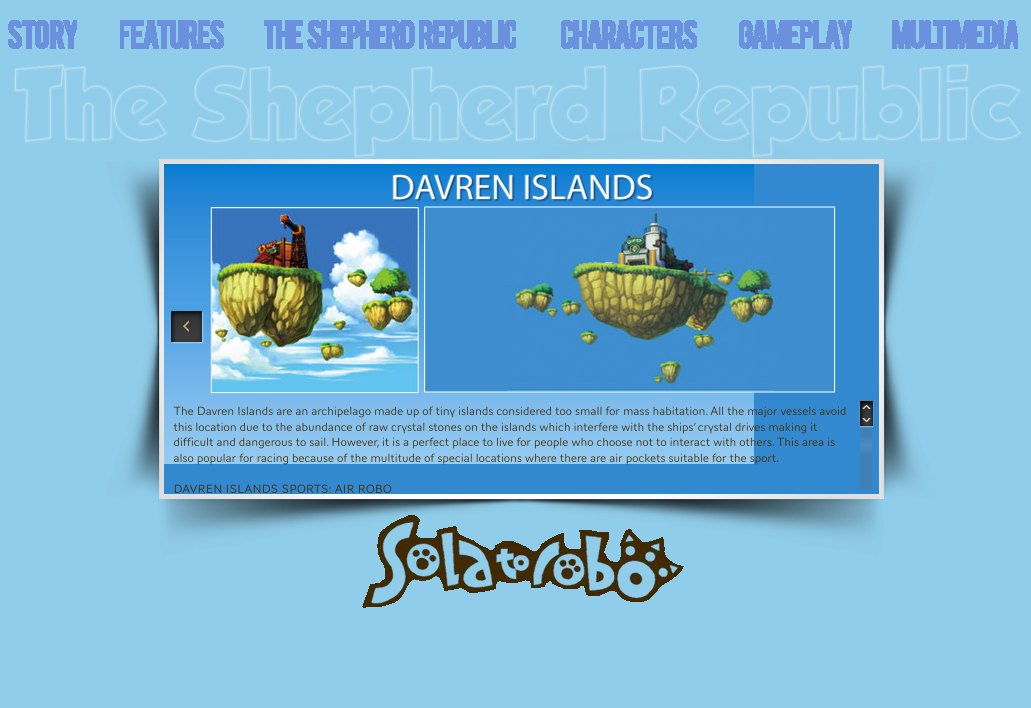 STORY FEATURES THE SHEPHERD REPUBLIC CHARACTERS GAMEPLAY MULTIMEDIA
The Shepherd Republic
DAVREN ISLANDS
The Davren Islands are an archipelago made up of tiny islands considered too small for mass habitation. All the major vessels avoid
this location due to the abundance of raw crystal stones on the islands which interfere with the ships' crystal drives making it
difficult and dangerous to sail. However, it is a perfect place to live for people who choose not to interact with others. This area is
also popular for racing because of the multitude of special locations where there are air pockets suitable for the sport.
DAVREN ISLANDS SPORTS: AIR ROBO
Solatorobo